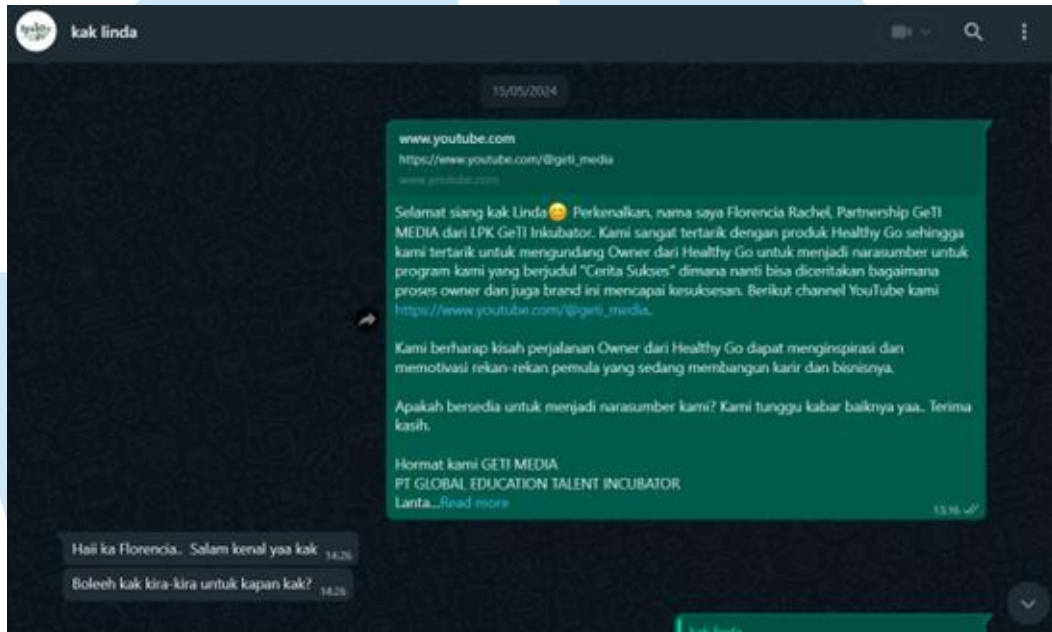 kak linda
15/05/2024
www.youtube.com
https://www.youtube.com/@geti_media
www.youtube.com
Selamat siang kak Linda😊 Perkenalkan, nama saya Florencia Rachel, Partnership GeTI
MEDIA dari LPK GeTI Inkubator. Kami sangat tertarik dengan produk Healthy Go sehingga
kami tertarik untuk mengundang Owner dari Healthy Go untuk menjadi narasumber untuk
program kami yang berjudul "Cerita Sukses" dimana nanti bisa diceritakan bagaimana
proses owner dan juga brand ini mencapai kesuksesan. Berikut channel YouTube kami
https://www.youtube.com/@geti_media.
Kami berharap kisah perjalanan Owner dari Healthy Go dapat menginspirasi dan
memotivasi rekan-rekan pemula yang sedang membangun karir dan bisnisnya.
Apakah bersedia untuk menjadi narasumber kami? Kami tunggu kabar baiknya yaa.. Terima
kasih.
Hormat kami GETI MEDIA
PT GLOBAL EDUCATION TALENT INCUBATOR
Lanta...Read more
13:16
Haii ka Florencia.. Salam kenal yaa kak 14:26
Boleeh kak kira-kira untuk kapan kak? 14:26
kak linda